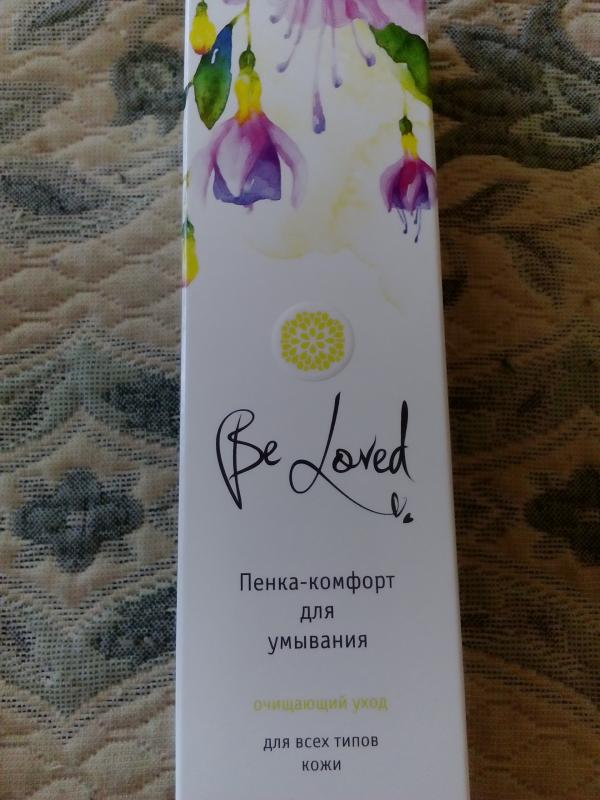 Be Loved
Пенка-комфорт
для
умывания
очищающий уход
для всех типов
кожи